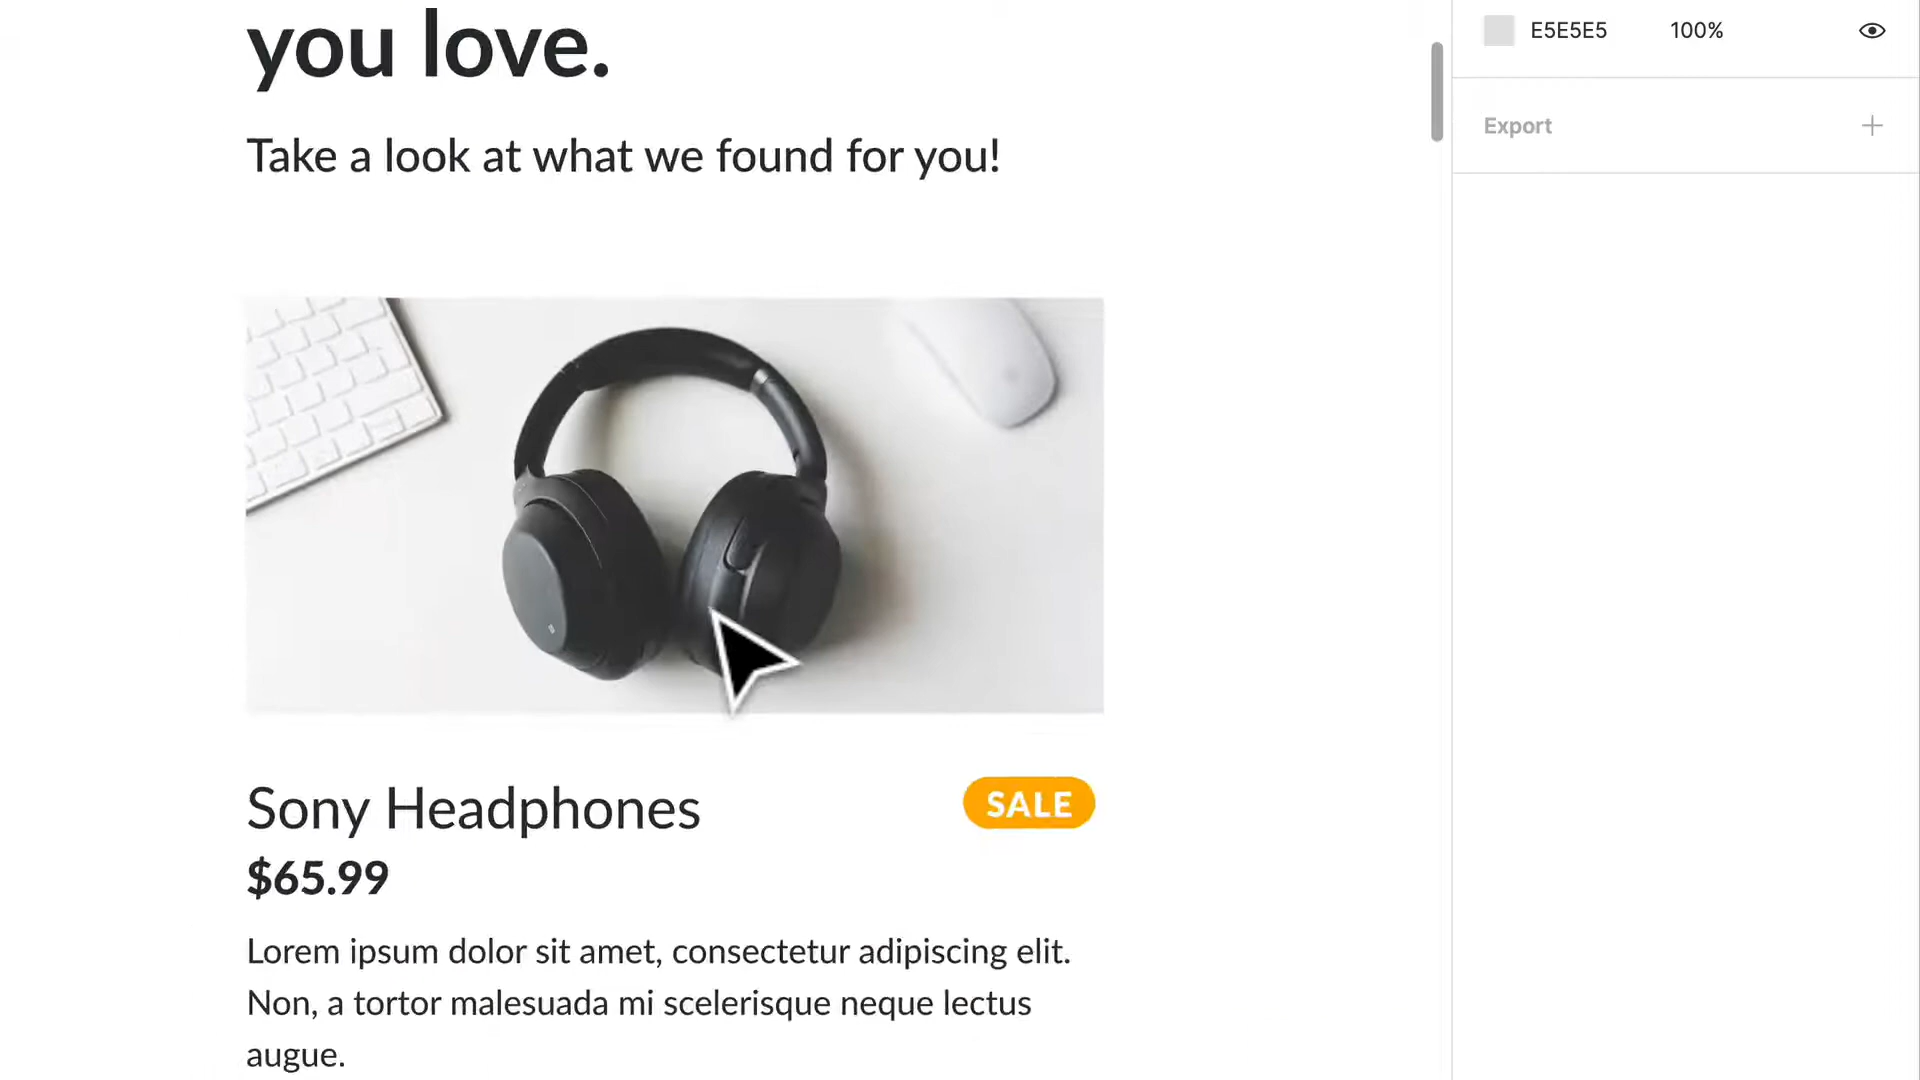 you love.
Take a look at what we found for you!
Sony Headphones
SALE
$65.99
Lorem ipsum dolor sit amet, consectetur adipiscing elit.
Non, a tortor malesuada mi scelerisque neque lectus
augue.
E5E5E5 100%
Export